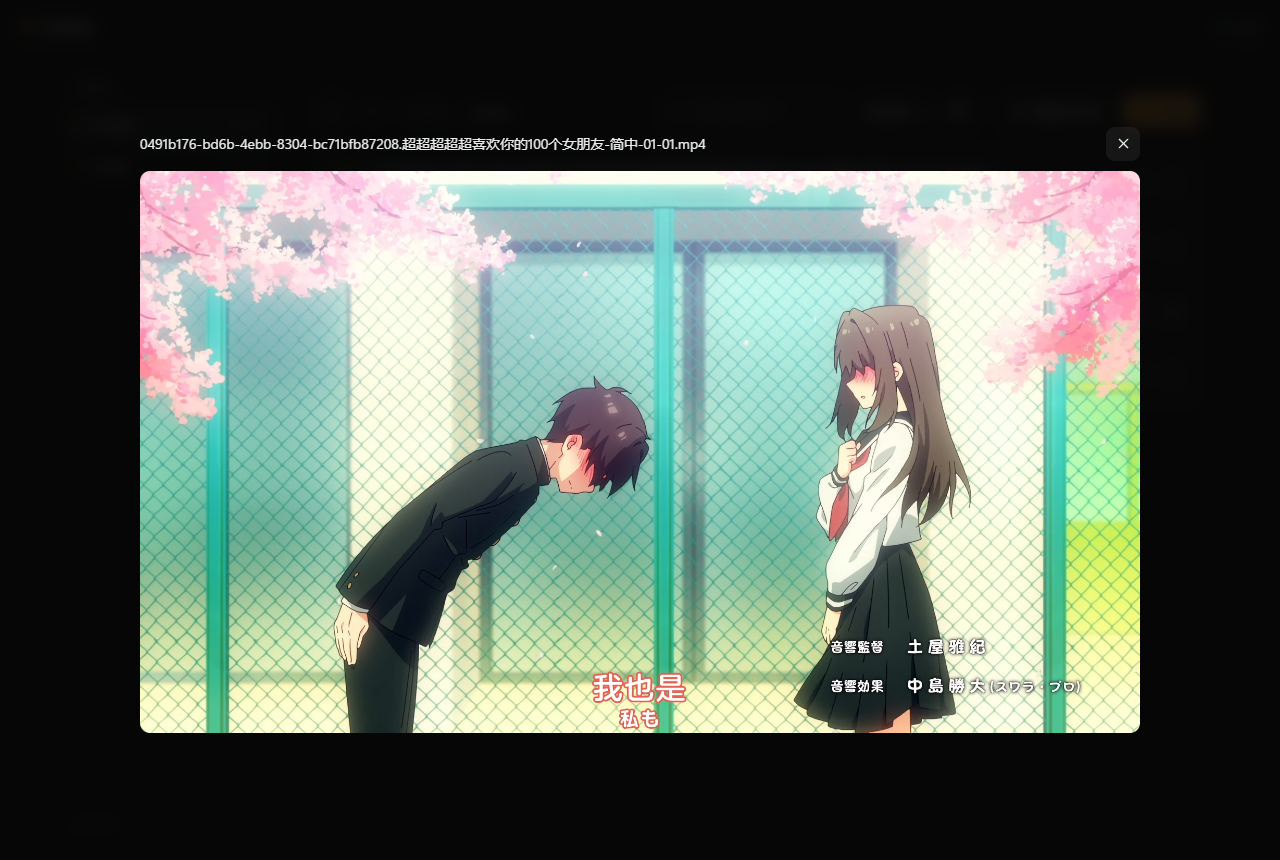 0491b176-bd6b-4ebb-8304-bc71bfb87208.超超超超超喜欢你的100个女朋友-简中-01-01.mp4
音響監督 土屋雅紀
音響効果 中島勝大(スワラ・プロ)
我也是
私も